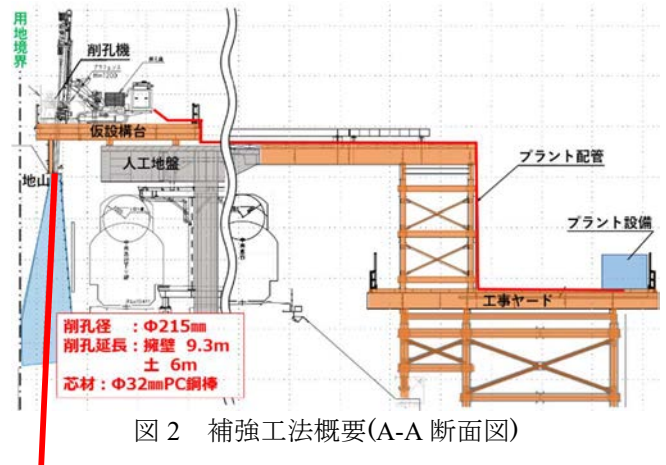 用地境界
削孔機
仮設構台
人工地盤
地山
プラント配管
プラント設備
工事ヤード
削孔径 :Φ215㎜
削孔延長:擁壁 9.3m
土 6m
芯材:Φ32㎜PC鋼棒
図 2 補強工法概要(A-A 断面図)